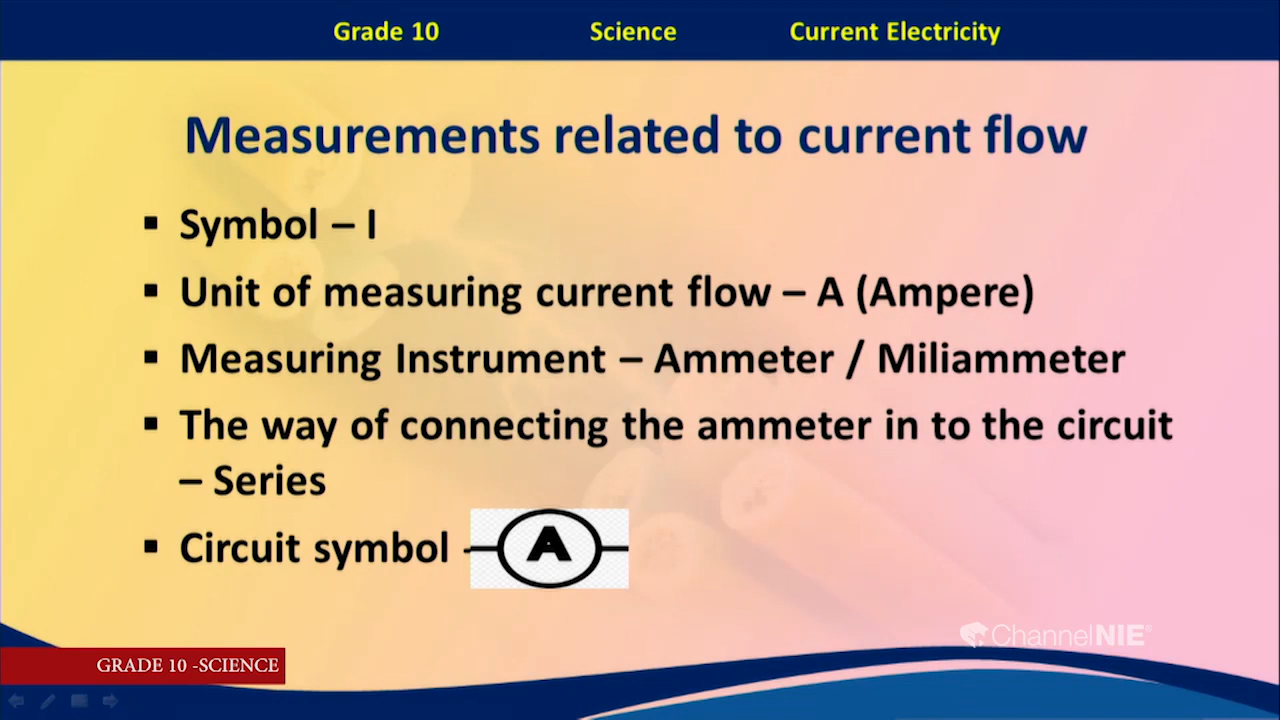 Grade 10 Science Current Electricity
Measurements related to current flow
▪ Symbol – I
▪ Unit of measuring current flow – A (Ampere)
▪ Measuring Instrument – Ammeter / Miliammeter
▪ The way of connecting the ammeter in to the circuit
– Series
▪ Circuit symbol - A
ChannelNIE
GRADE 10 -SCIENCE